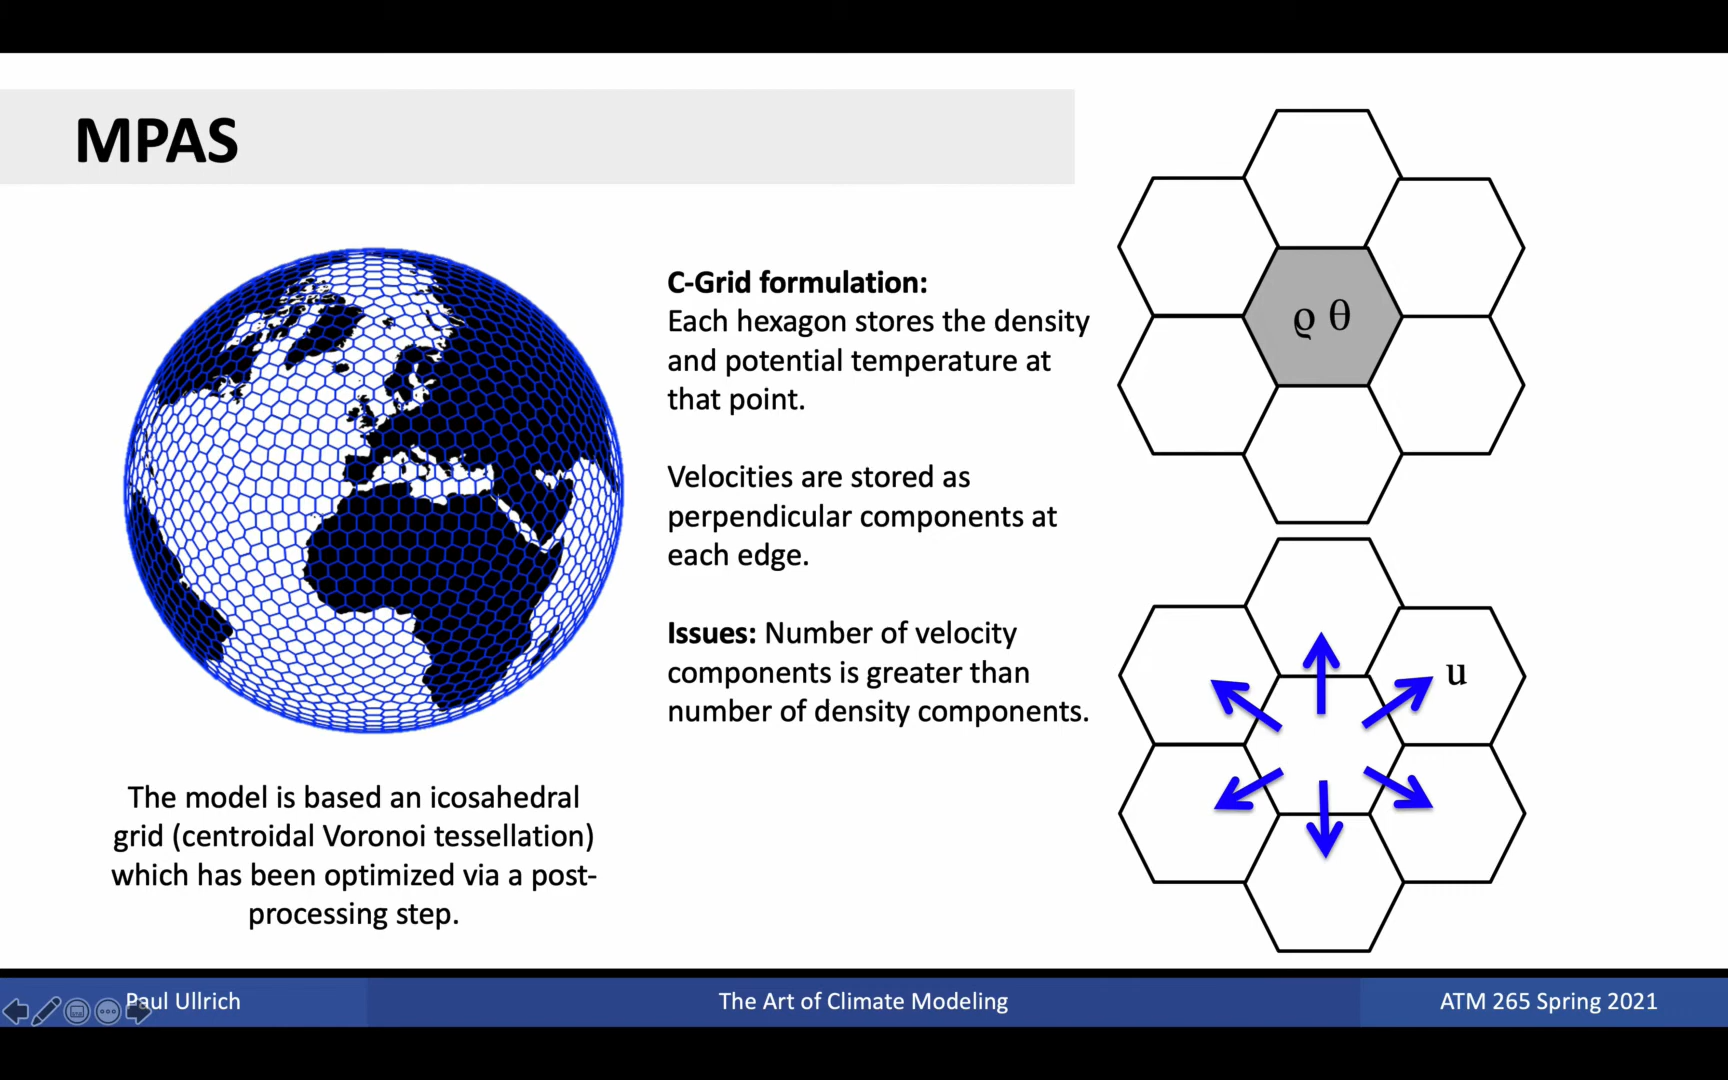 MPAS
C-Grid formulation:
Each hexagon stores the density
and potential temperature at
that point.
Velocities are stored as
perpendicular components at
each edge.
Issues: Number of velocity
components is greater than
number of density components.
The model is based an icosahedral
grid (centroidal Voronoi tessellation)
which has been optimized via a post-
processing step.
ϱ θ
u
Paul Ullrich
The Art of Climate Modeling
ATM 265 Spring 2021